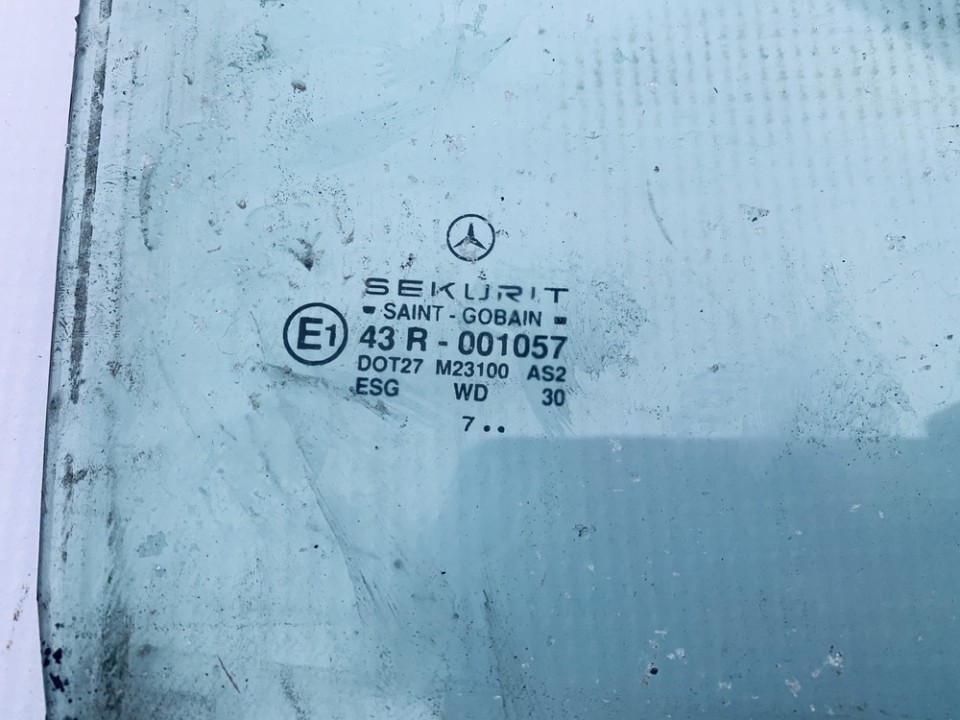 SEKURIT
SAINT - GOBAIN
E1 43 R - 001057
DOT27 M23100 AS2
ESG WD 30
7 ..